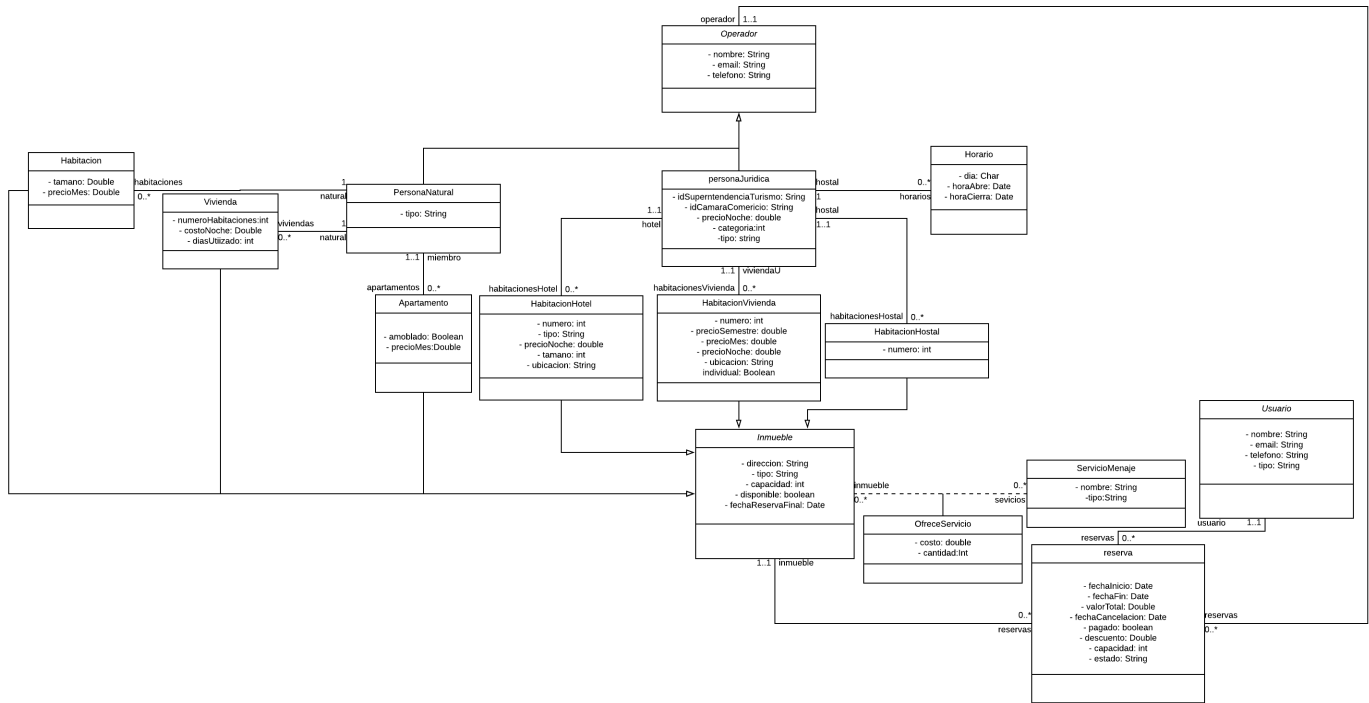 operador 1..1
Operador
- nombre: String
- email: String
- telefono: String
Habitacion
- tamano: Double
- precioMes: Double
habitaciones
0..*
1
natural
Vivienda
- numeroHabitaciones:int
- costoNoche: Double
- diasUtiizado: int
viviendas
0..*
1
natural
PersonaNatural
- tipo: String
1..1 miembro
personaJuridica
- idSuperntendenciaTurismo: Sring
- idCamaraComericio: String
- precioNoche: double
- categoria:int
-tipo: string
hostal
1
0..*
horarios
Horario
- dia: Char
- horaAbre: Date
- horaCierra: Date
1..1
hotel
hostal
1..1
1..1 viviendaU
apartamentos 0..*
Apartamento
- amoblado: Boolean
- precioMes:Double
habitacionesHotel 0..*
HabitacionHotel
- numero: int
- tipo: String
- precioNoche: double
- tamano: int
- ubicacion: String
habitacionesVivienda 0..*
HabitacionVivienda
- numero: int
- precioSemestre: double
- precioMes: double
- precioNoche: double
- ubicacion: String
individual: Boolean
habitacionesHostal 0..*
HabitacionHostal
- numero: int
Inmueble
- direccion: String
- tipo: String
- capacidad: int
- disponible: boolean
- fechaReservaFinal: Date
inmueble
0..*
0..*
sevicios
ServicioMenaje
- nombre: String
-tipo:String
OfreceServicio
- costo: double
- cantidad:Int
Usuario
- nombre: String
- email: String
- telefono: String
- tipo: String
usuario 1..1
reservas 0..*
reserva
- fechaInicio: Date
- fechaFin: Date
- valorTotal: Double
- fechaCancelacion: Date
- pagado: boolean
- descuento: Double
- capacidad: int
- estado: String
1..1 inmueble
0..*
reservas
reservas
0..*